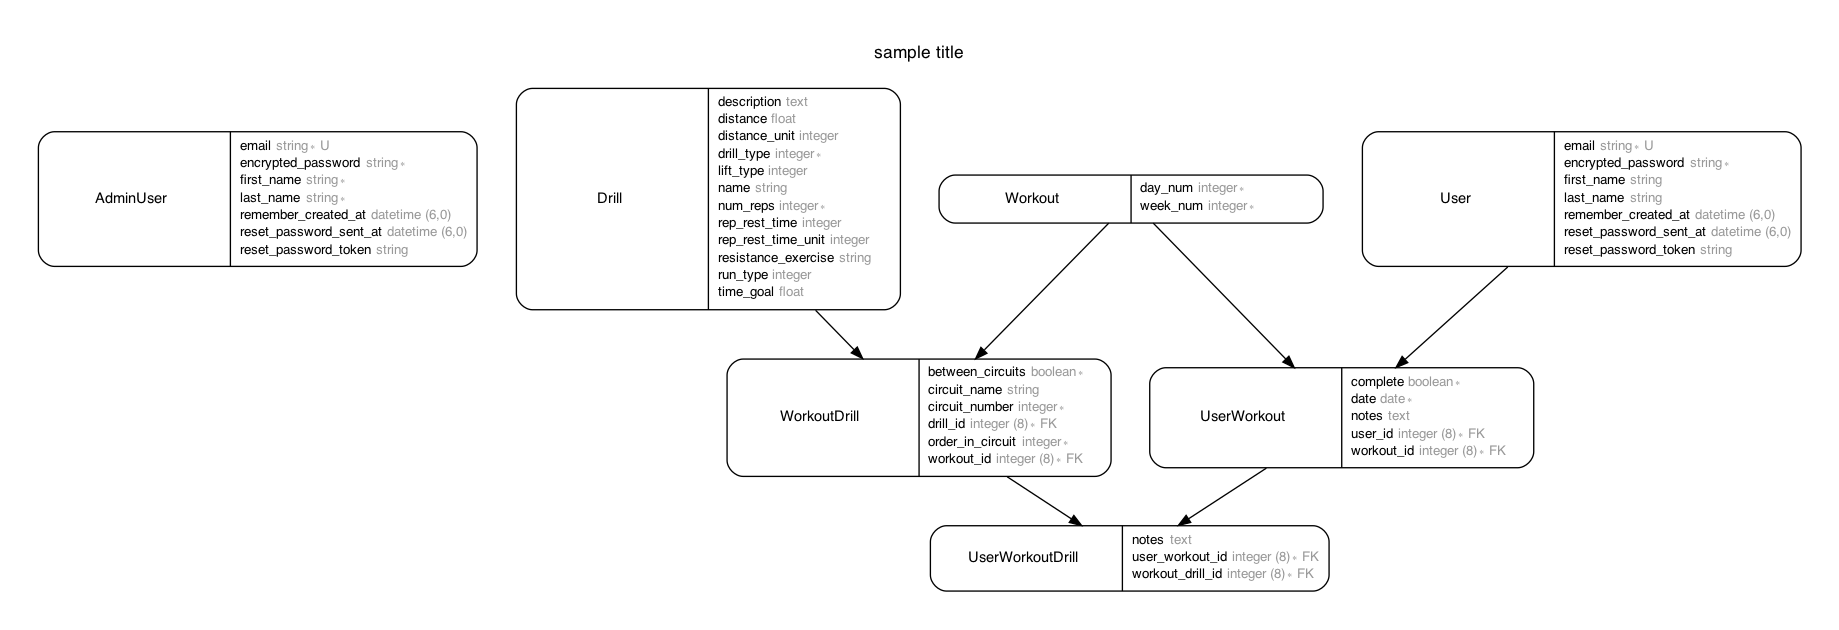 sample title
AdminUser
email string∗ U
encrypted_password string∗
first_name string∗
last_name string∗
remember_created_at datetime (6,0)
reset_password_sent_at datetime (6,0)
reset_password_token string
Drill
description text
distance float
distance_unit integer
drill_type integer∗
lift_type integer
name string
num_reps integer∗
rep_rest_time integer
rep_rest_time_unit integer
resistance_exercise string
run_type integer
time_goal float
Workout
day_num integer∗
week_num integer∗
User
email string∗ U
encrypted_password string∗
first_name string
last_name string
remember_created_at datetime (6,0)
reset_password_sent_at datetime (6,0)
reset_password_token string
WorkoutDrill
between_circuits boolean∗
circuit_name string
circuit_number integer∗
drill_id integer (8)∗ FK
order_in_circuit integer∗
workout_id integer (8)∗ FK
UserWorkout
complete boolean∗
date date∗
notes text
user_id integer (8)∗ FK
workout_id integer (8)∗ FK
UserWorkoutDrill
notes text
user_workout_id integer (8)∗ FK
workout_drill_id integer (8)∗ FK